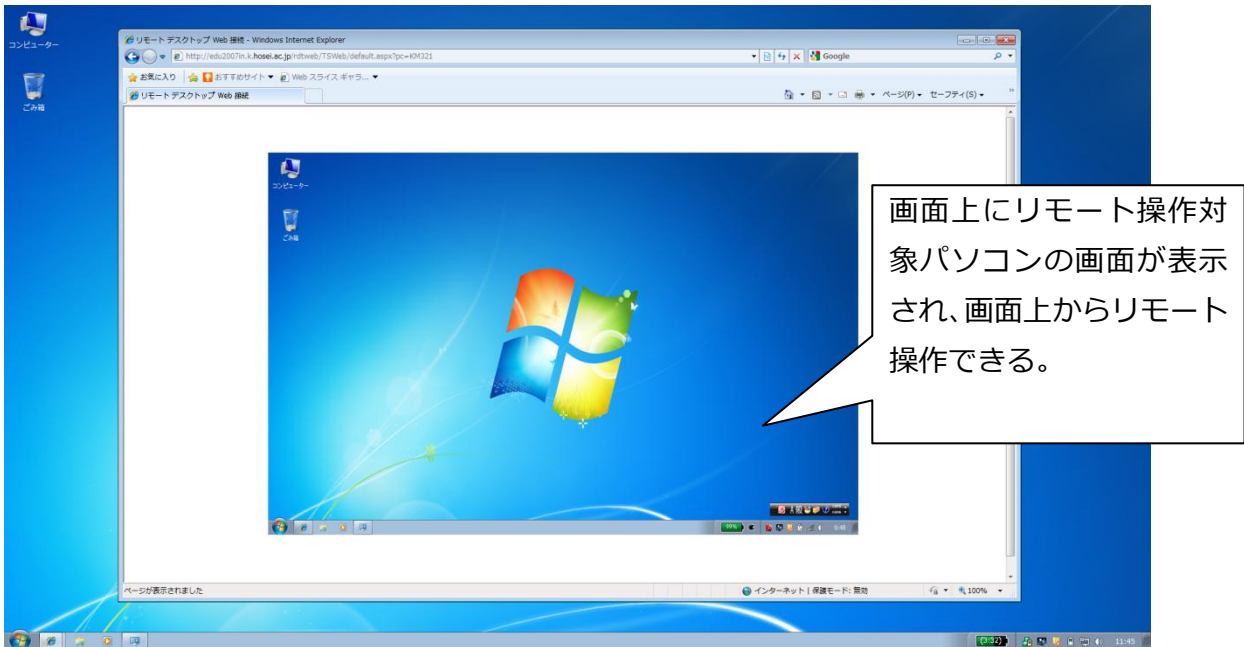 コンピューター
ごみ箱
リモート デスクトップ Web 接続 - Windows Internet Explorer
http://edu2007in.k.hosei.ac.jp/rdtweb/TSWeb/default.aspx?pc=KM321
Google
お気に入り
おすすめサイト
Web スライス ギャラ...
リモート デスクトップ Web 接続
ページ(P)
セーフティ(S)
コンピューター
ごみ箱
画面上にリモート操作対
象パソコンの画面が表示
され、画面上からリモート
操作できる。
99%
9:48
ページが表示されました
インターネット | 保護モード: 無効
100%
(3:32)
11:45